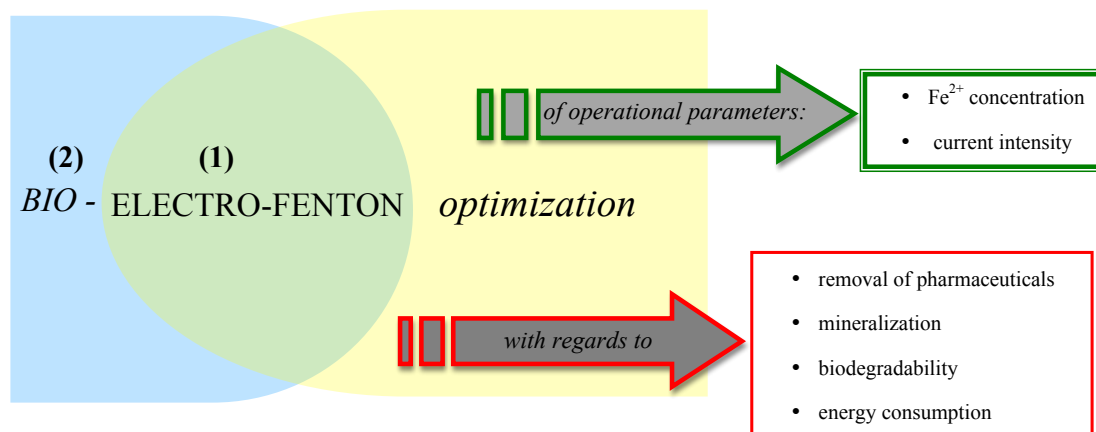 (2)
(1)
BIO - ELECTRO-FENTON optimization
of operational parameters:
• Fe²⁺ concentration
• current intensity
with regards to
• removal of pharmaceuticals
• mineralization
• biodegradability
• energy consumption